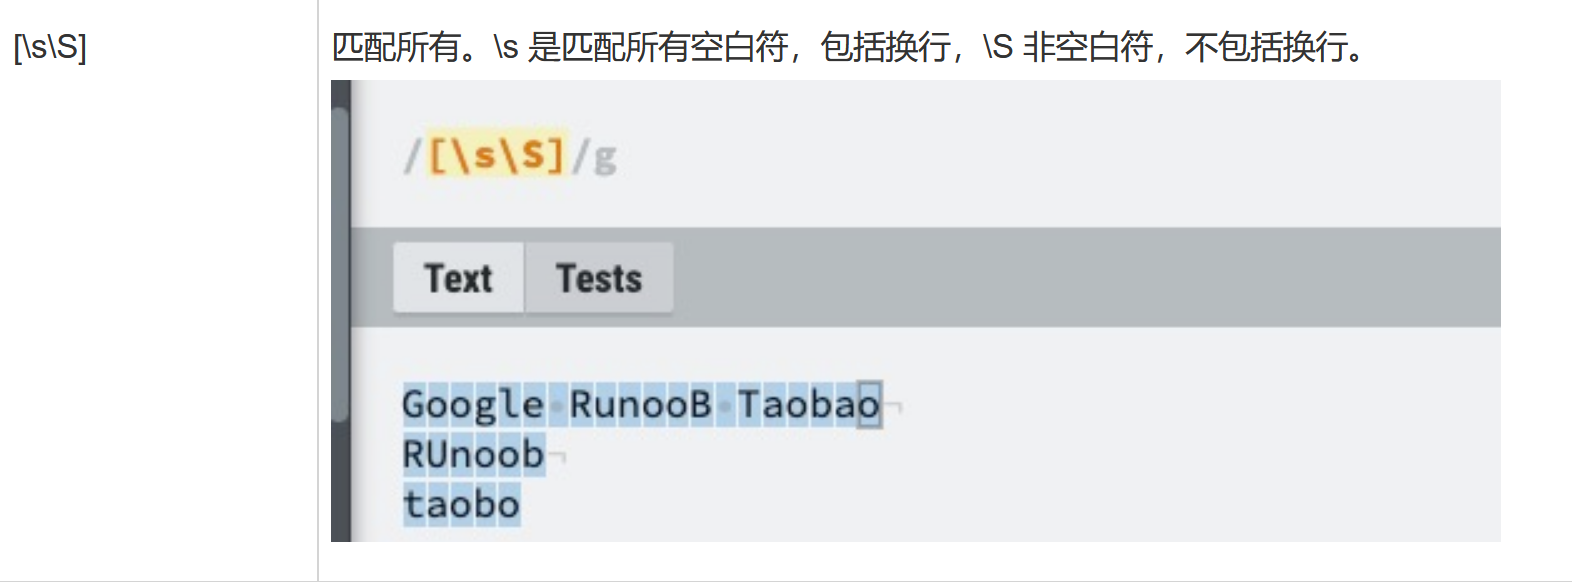 [\s\S]
匹配所有。\s 是匹配所有空白符，包括换行，\S 非空白符，不包括换行。
/[\s\S]/g
Text Tests
Google·RunooB·Taobao¬
RUnoob¬
taobo